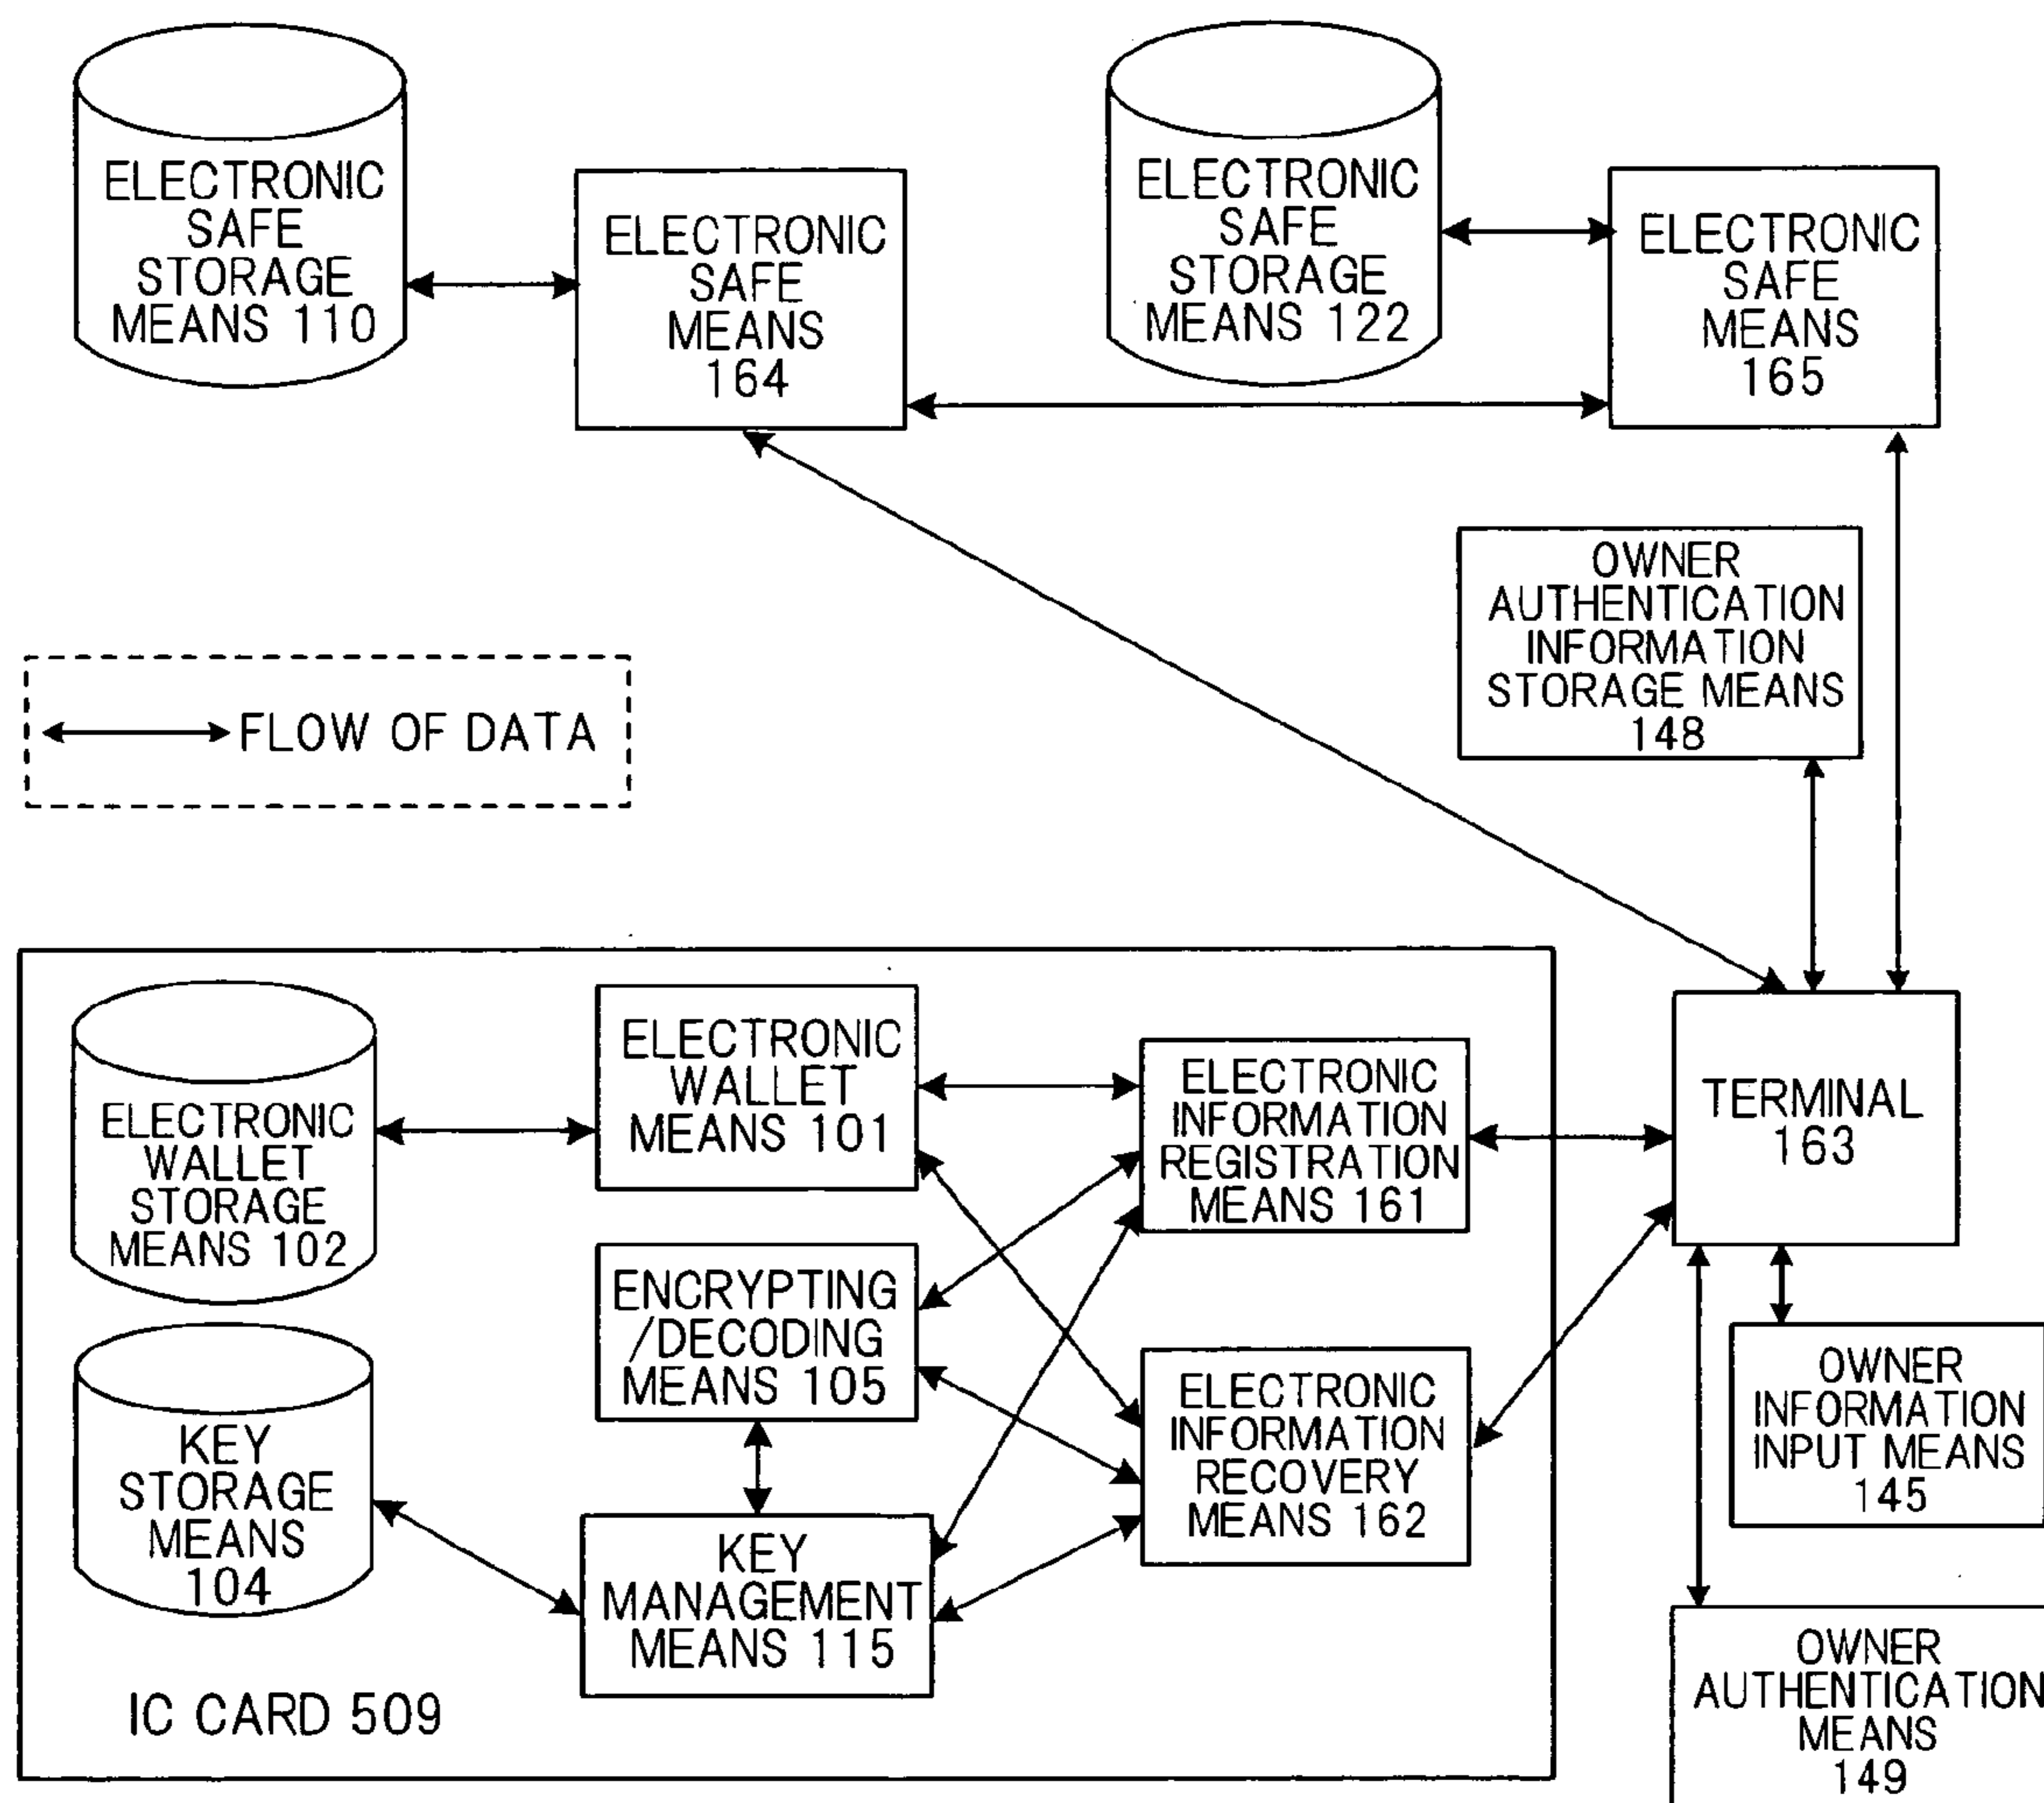 ELECTRONIC
SAFE
STORAGE
MEANS 110
ELECTRONIC
SAFE
MEANS
164
ELECTRONIC
SAFE
STORAGE
MEANS 122
ELECTRONIC
SAFE
MEANS
165
OWNER
AUTHENTICATION
INFORMATION
STORAGE MEANS
148
FLOW OF DATA
ELECTRONIC
WALLET
STORAGE
MEANS 102
ELECTRONIC
WALLET
MEANS 101
ELECTRONIC
INFORMATION
REGISTRATION
MEANS 161
TERMINAL
163
ENCRYPTING
/DECODING
MEANS 105
KEY
STORAGE
MEANS
104
ELECTRONIC
INFORMATION
RECOVERY
MEANS 162
OWNER
INFORMATION
INPUT MEANS
145
KEY
MANAGEMENT
MEANS 115
IC CARD 509
OWNER
AUTHENTICATION
MEANS
149